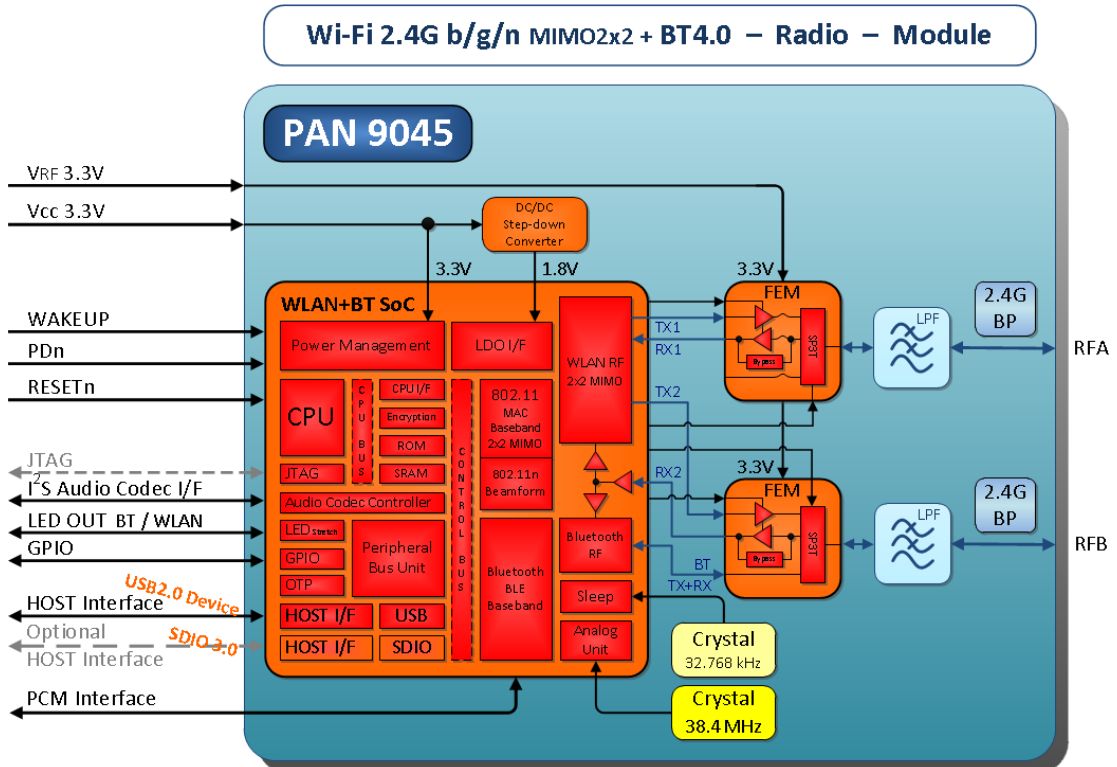 Wi-Fi 2.4G b/g/n MIMO2x2 + BT4.0 – Radio – Module
PAN 9045
VRF 3.3V
Vcc 3.3V
DC/DC
Step-down
Converter
3.3V
1.8V
3.3V
WLAN+BT SoC
FEM
2.4G
BP
LPF
WAKEUP
PDn
RESETn
Power Management
LDO I/F
WLAN RF
2x2 MIMO
TX1
RX1
TX2
RX2
Bypass
SP3T
RFA
CPU
CPU BUS
CPU I/F
Encryption
ROM
SRAM
CONTROL BUS
802.11
MAC
Baseband
2x2 MIMO
802.11n
Beamform
JTAG
JTAG
I2S Audio Codec I/F
Audio Codec Controller
LED OUT BT / WLAN
LED Stretch
GPIO
GPIO
OTP
Peripheral
Bus Unit
Bluetooth
BLE
Baseband
Bluetooth
RF
BT
TX+RX
3.3V
FEM
Bypass
SP3T
LPF
2.4G
BP
RFB
HOST Interface
USB2.0 Device
HOST I/F
USB
Sleep
Optional
HOST Interface
SDIO 3.0
HOST I/F
SDIO
Analog
Unit
Crystal
32.768 kHz
PCM Interface
Crystal
38.4 MHz